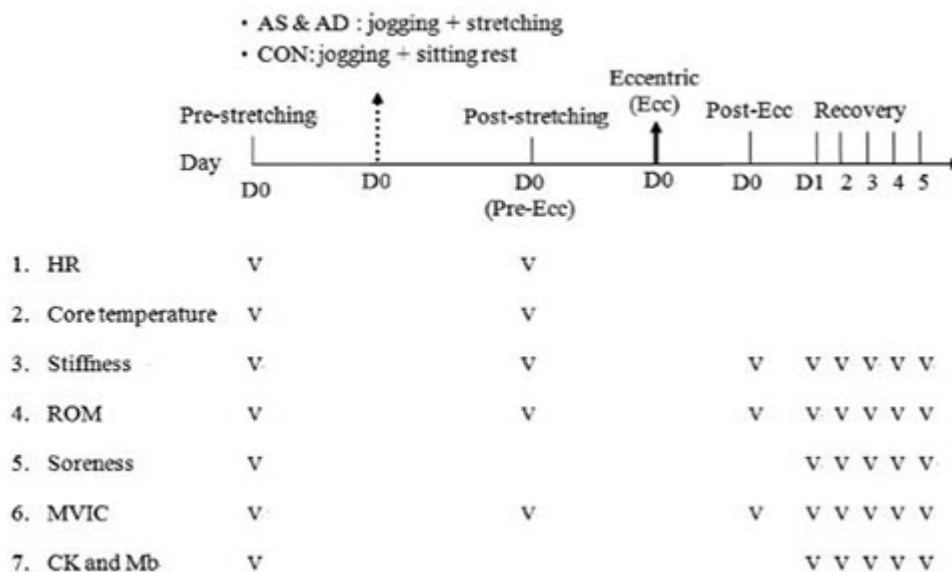 • AS & AD : jogging + stretching
• CON: jogging + sitting rest
Eccentric
(Ecc)
Pre-stretching Post-stretching Post-Ecc Recovery
Day
D0 D0 D0 D0 D0 D1 2 3 4 5
(Pre-Ecc)
1. HR V V
2. Core temperature V V
3. Stiffness V V V V V V V V
4. ROM V V V V V V V V
5. Soreness V V V V V V
6. MVIC V V V V V V V V
7. CK and Mb V V V V V V